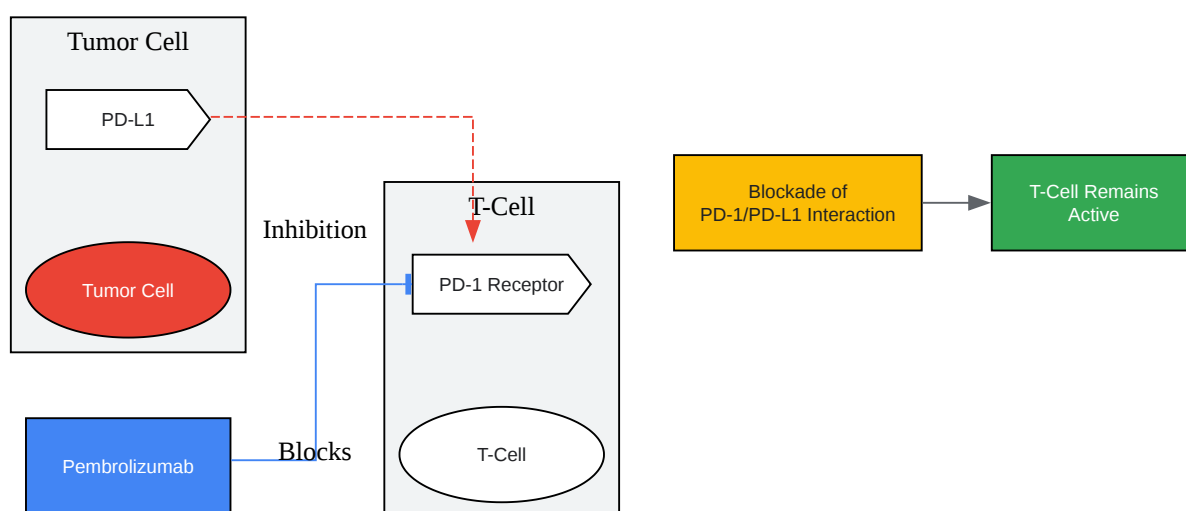 Tumor Cell
PD-L1
Tumor Cell
Inhibition
T-Cell
PD-1 Receptor
T-Cell
Pembrolizumab
Blocks
Blockade of
PD-1/PD-L1 Interaction
T-Cell Remains
Active